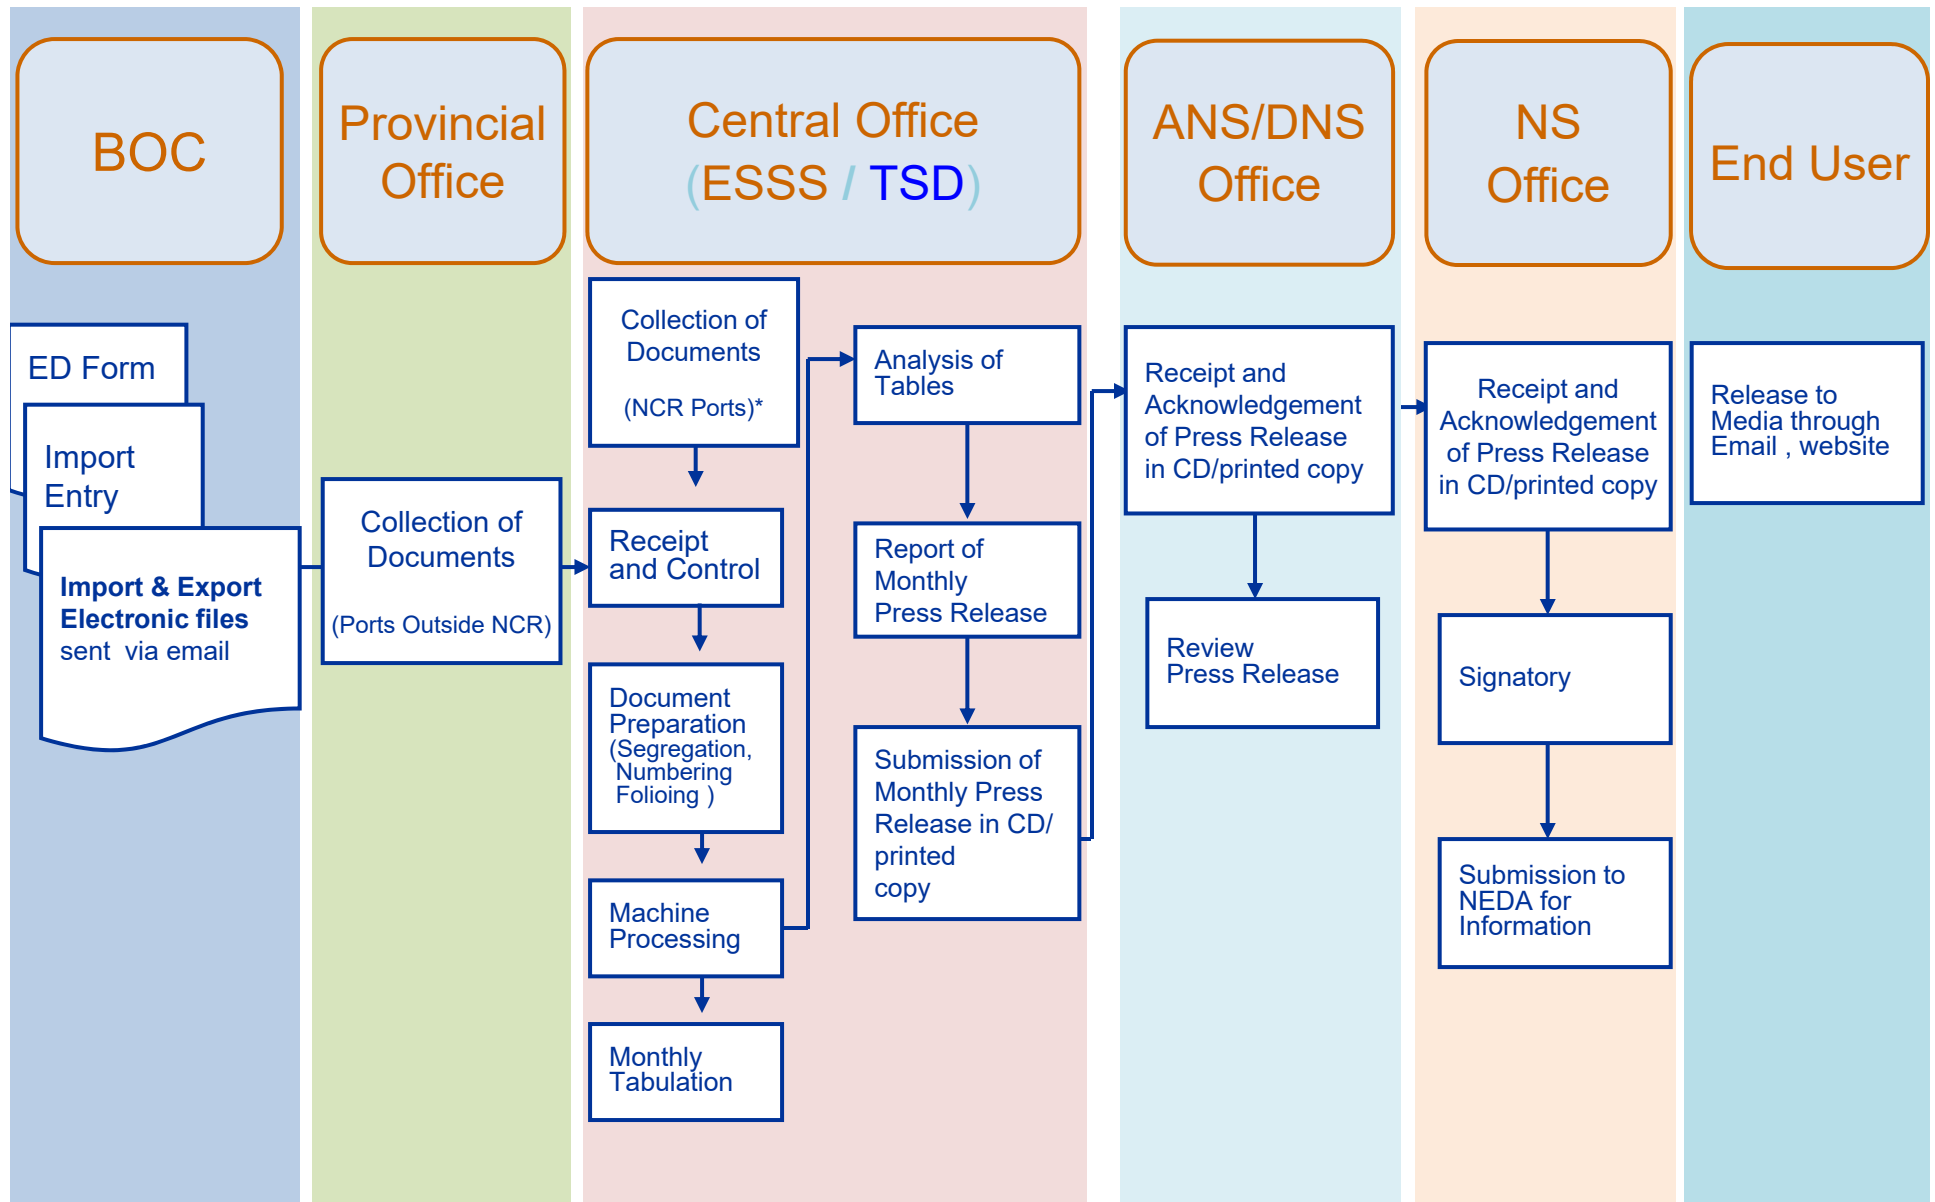 BOC
Provincial
Office
Central Office
(ESSS / TSD)
ANS/DNS
Office
NS
Office
End User
ED Form
Import
Entry
Import & Export
Electronic files
sent via email
Collection of
Documents
(Ports Outside NCR)
Collection of
Documents
(NCR Ports)*
Receipt
and Control
Document
Preparation
(Segregation,
Numbering
Folioing )
Machine
Processing
Monthly
Tabulation
Analysis of
Tables
Report of
Monthly
Press Release
Submission of
Monthly Press
Release in CD/
printed
copy
Receipt and
Acknowledgement
of Press Release
in CD/printed copy
Review
Press Release
Receipt and
Acknowledgement
of Press Release
in CD/printed copy
Signatory
Submission to
NEDA for
Information
Release to
Media through
Email , website